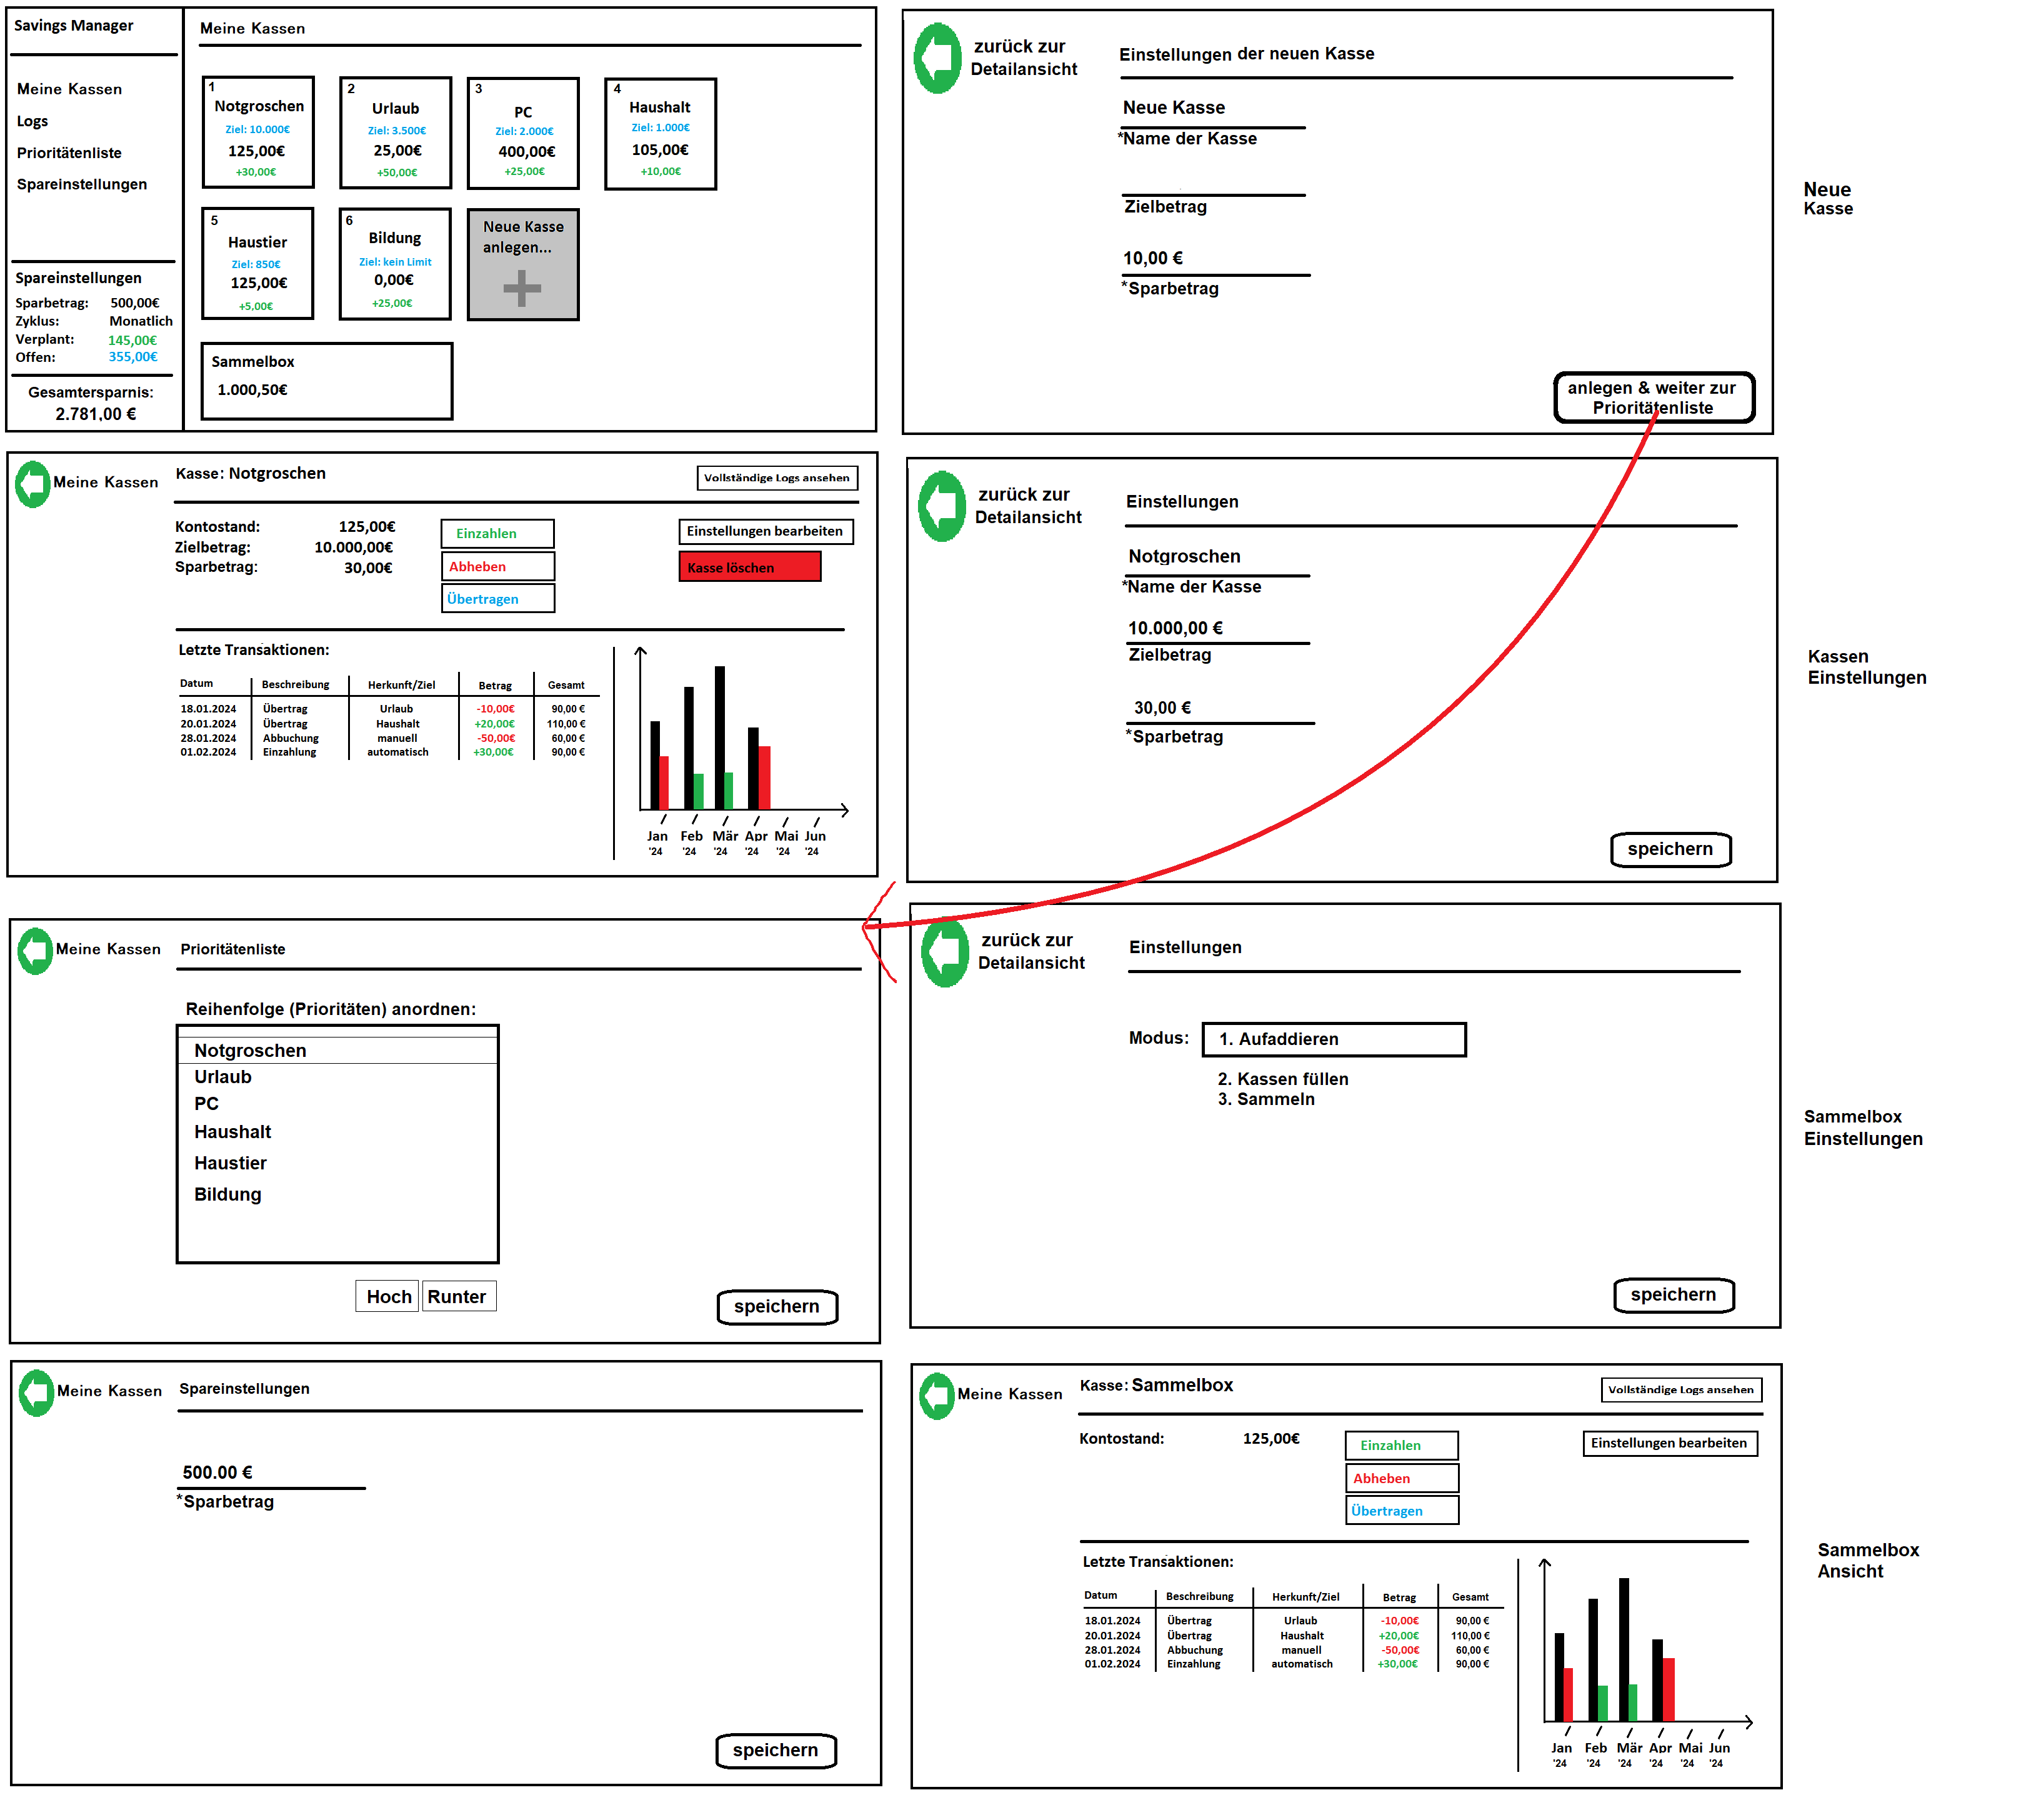 Savings Manager
Meine Kassen
Logs
Prioritätenliste
Spareinstellungen
Spareinstellungen
Sparbetrag: 500,00€
Zyklus: Monatlich
Verplant: 145,00€
Offen: 355,00€
Gesamtersparnis:
2.781,00 €
Meine Kassen
1
Notgroschen
Ziel: 10.000€
125,00€
+30,00€
2
Urlaub
Ziel: 3.500€
25,00€
+50,00€
3
PC
Ziel: 2.000€
400,00€
+25,00€
4
Haushalt
Ziel: 1.000€
105,00€
+10,00€
5
Haustier
Ziel: 850€
125,00€
+5,00€
6
Bildung
Ziel: kein Limit
0,00€
+25,00€
Neue Kasse
anlegen...
Sammelbox
1.000,50€
zurück zur
Detailansicht
Einstellungen der neuen Kasse
Neue Kasse
*Name der Kasse
Zielbetrag
10,00 €
*Sparbetrag
anlegen & weiter zur
Prioritätenliste
Neue
Kasse
Meine Kassen
Kasse: Notgroschen
Vollständige Logs ansehen
Kontostand: 125,00€
Zielbetrag: 10.000,00€
Sparbetrag: 30,00€
Einzahlen
Abheben
Übertragen
Einstellungen bearbeiten
Kasse löschen
Letzte Transaktionen:
Datum Beschreibung Herkunft/Ziel Betrag Gesamt
18.01.2024 Übertrag Urlaub -10,00€ 90,00 €
20.01.2024 Übertrag Haushalt +20,00€ 110,00 €
28.01.2024 Abbuchung manuell -50,00€ 60,00 €
01.02.2024 Einzahlung automatisch +30,00€ 90,00 €
Jan Feb Mär Apr Mai Jun
'24 '24 '24 '24 '24 '24
zurück zur
Detailansicht
Einstellungen
Notgroschen
*Name der Kasse
10.000,00 €
Zielbetrag
30,00 €
*Sparbetrag
speichern
Kassen
Einstellungen
Meine Kassen
Prioritätenliste
Reihenfolge (Prioritäten) anordnen:
Notgroschen
Urlaub
PC
Haushalt
Haustier
Bildung
Hoch Runter
speichern
zurück zur
Detailansicht
Einstellungen
Modus: 1. Aufaddieren
2. Kassen füllen
3. Sammeln
speichern
Sammelbox
Einstellungen
Meine Kassen
Spareinstellungen
500.00 €
*Sparbetrag
speichern
Meine Kassen
Kasse: Sammelbox
Vollständige Logs ansehen
Kontostand: 125,00€
Einzahlen
Abheben
Übertragen
Einstellungen bearbeiten
Letzte Transaktionen:
Datum Beschreibung Herkunft/Ziel Betrag Gesamt
18.01.2024 Übertrag Urlaub -10,00€ 90,00 €
20.01.2024 Übertrag Haushalt +20,00€ 110,00 €
28.01.2024 Abbuchung manuell -50,00€ 60,00 €
01.02.2024 Einzahlung automatisch +30,00€ 90,00 €
Jan Feb Mär Apr Mai Jun
'24 '24 '24 '24 '24 '24
Sammelbox
Ansicht